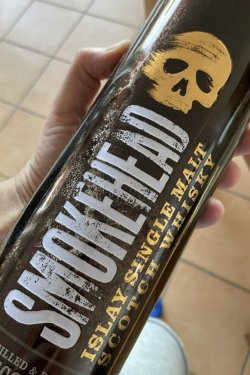 SMOKEHEAD
ISLAY SINGLE MALT
SCOTCH WHISKY